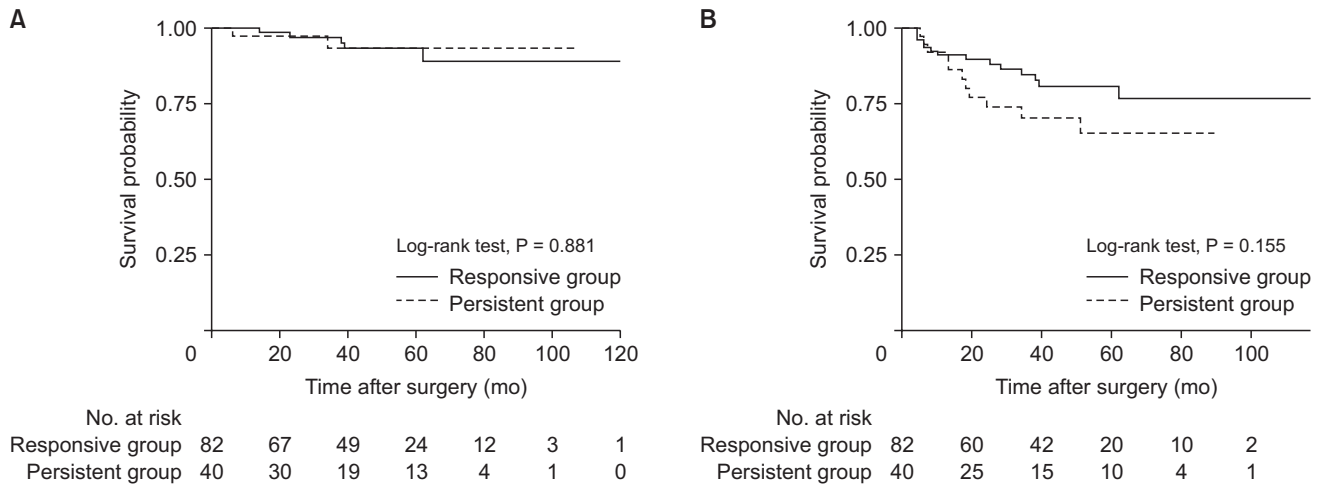 A
1.00
0.75
0.50
0.25
Survival probability
Log-rank test, P = 0.881
Responsive group
Persistent group
0 20 40 60 80 100 120
Time after surgery (mo)
No. at risk
Responsive group 82 67 49 24 12 3 1
Persistent group 40 30 19 13 4 1 0
B
1.00
0.75
0.50
0.25
Survival probability
Log-rank test, P = 0.155
Responsive group
Persistent group
0 20 40 60 80 100
Time after surgery (mo)
No. at risk
Responsive group 82 60 42 20 10 2
Persistent group 40 25 15 10 4 1